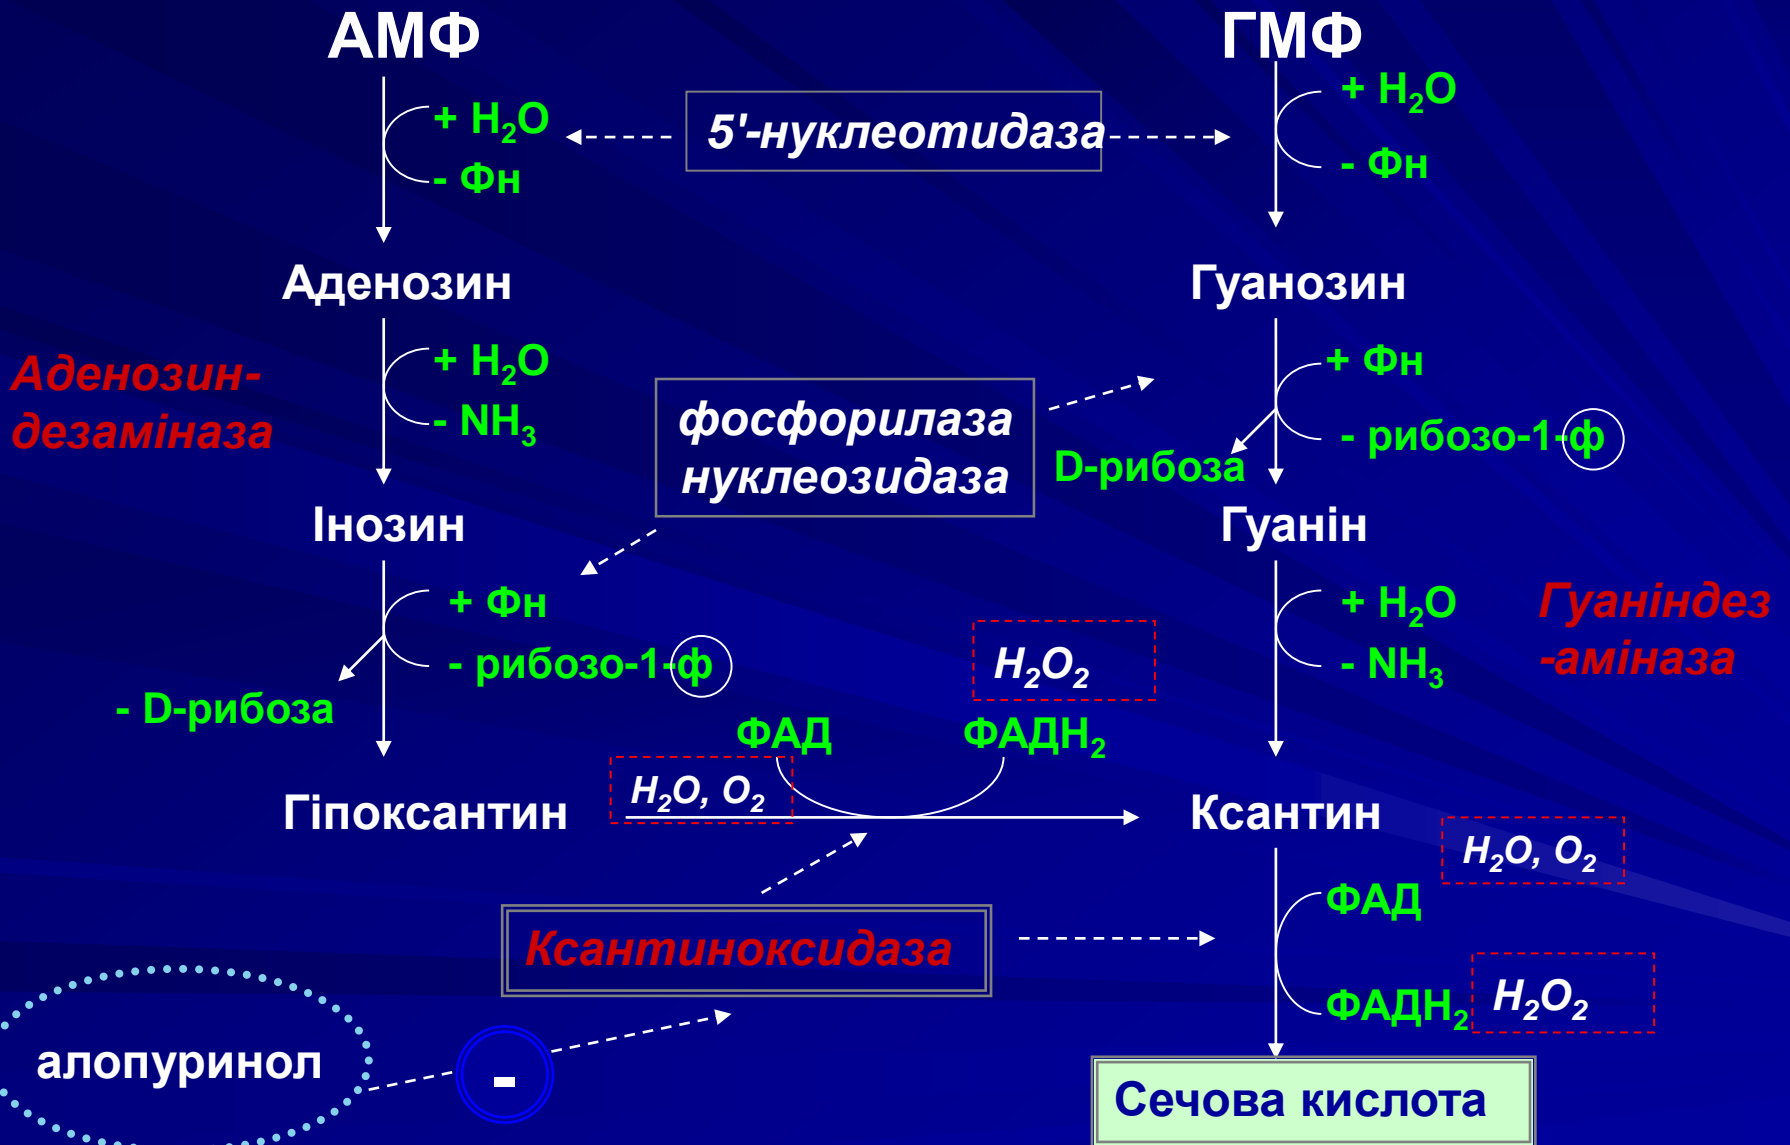 АМФ
ГМФ
+ H2O
- Фн
5'-нуклеотидаза
+ H2O
- Фн
Аденозин
Гуанозин
Аденозин-
дезаміназа
+ H2O
- NH3
фосфорилаза
нуклеозидаза
+ Фн
- рибозо-1-ф
D-рибоза
Інозин
Гуанін
+ Фн
- рибозо-1-ф
- D-рибоза
+ H2O
- NH3
Гуаніндез
-аміназа
H2O2
ФАД
ФАДН2
H2O, O2
Гіпоксантин
Ксантин
H2O, O2
ФАД
ФАДН2
H2O2
Ксантиноксидаза
алопуринол
-
Сечова кислота